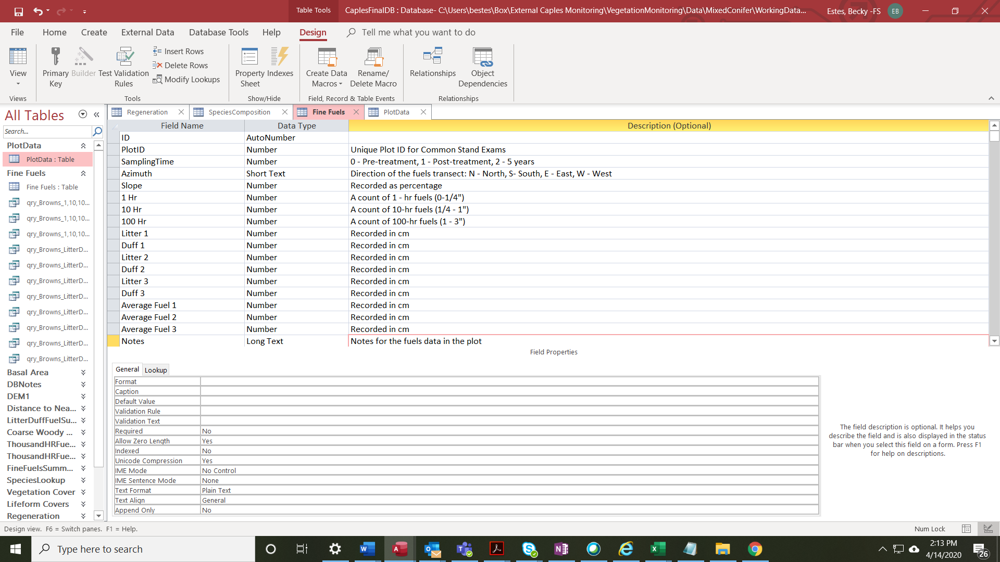 Table Tools
CaplesFinalDB : Database- C:\Users\bestes\Box\External Caples Monitoring\VegetationMonitoring\Data\MixedConifer\WorkingData...
Estes, Becky -FS
EB
File Home Create External Data Database Tools Help Design Tell me what you want to do
View
Primary Key
Builder
Test Validation Rules
Insert Rows
Delete Rows
Modify Lookups
Property Sheet
Indexes
Create Data Macros
Rename/ Delete Macro
Relationships
Object Dependencies
Views
Tools
Show/Hide
Field, Record & Table Events
Relationships
All Tables
Search...
PlotData
PlotData : Table
Fine Fuels
Fine Fuels : Table
qry_Browns_1,10,10...
qry_Browns_1,10,10...
qry_Browns_1,10,10...
qry_Browns_LitterD...
qry_Browns_LitterD...
qry_Browns_LitterD...
qry_Browns_LitterD...
qry_Browns_LitterD...
qry_Browns_LitterD...
qry_Browns_LitterD...
qry_Browns_LitterD...
Basal Area
DBNotes
DEM1
Distance to Nea...
LitterDuffFuelSu...
Coarse Woody ...
ThousandHRFue...
ThousandHRFue...
FineFuelsSumm...
SpeciesLookup
Vegetation Cover
Lifeform Covers
Regeneration
Regeneration SpeciesComposition Fine Fuels PlotData
Field Name Data Type Description (Optional)
ID AutoNumber
PlotID Number Unique Plot ID for Common Stand Exams
SamplingTime Number 0 - Pre-treatment, 1 - Post-treatment, 2 - 5 years
Azimuth Short Text Direction of the fuels transect: N - North, S- South, E - East, W - West
Slope Number Recorded as percentage
1 Hr Number A count of 1 - hr fuels (0-1/4")
10 Hr Number A count of 10-hr fuels (1/4 - 1")
100 Hr Number A count of 100-hr fuels (1 - 3")
Litter 1 Number Recorded in cm
Duff 1 Number Recorded in cm
Litter 2 Number Recorded in cm
Duff 2 Number Recorded in cm
Litter 3 Number Recorded in cm
Duff 3 Number Recorded in cm
Average Fuel 1 Number Recorded in cm
Average Fuel 2 Number Recorded in cm
Average Fuel 3 Number Recorded in cm
Notes Long Text Notes for the fuels data in the plot
Field Properties
General Lookup
Format
Caption
Default Value
Validation Rule
Validation Text
Required No
Allow Zero Length Yes
Indexed No
Unicode Compression Yes
IME Mode No Control
IME Sentence Mode None
Text Format Plain Text
Text Align General
Append Only No
The field description is optional. It helps you
describe the field and is also displayed in the status
bar when you select this field on a form. Press F1
for help on descriptions.
Design view. F6 = Switch panes. F1 = Help.
Num Lock
Type here to search
2:13 PM
4/14/2020
26